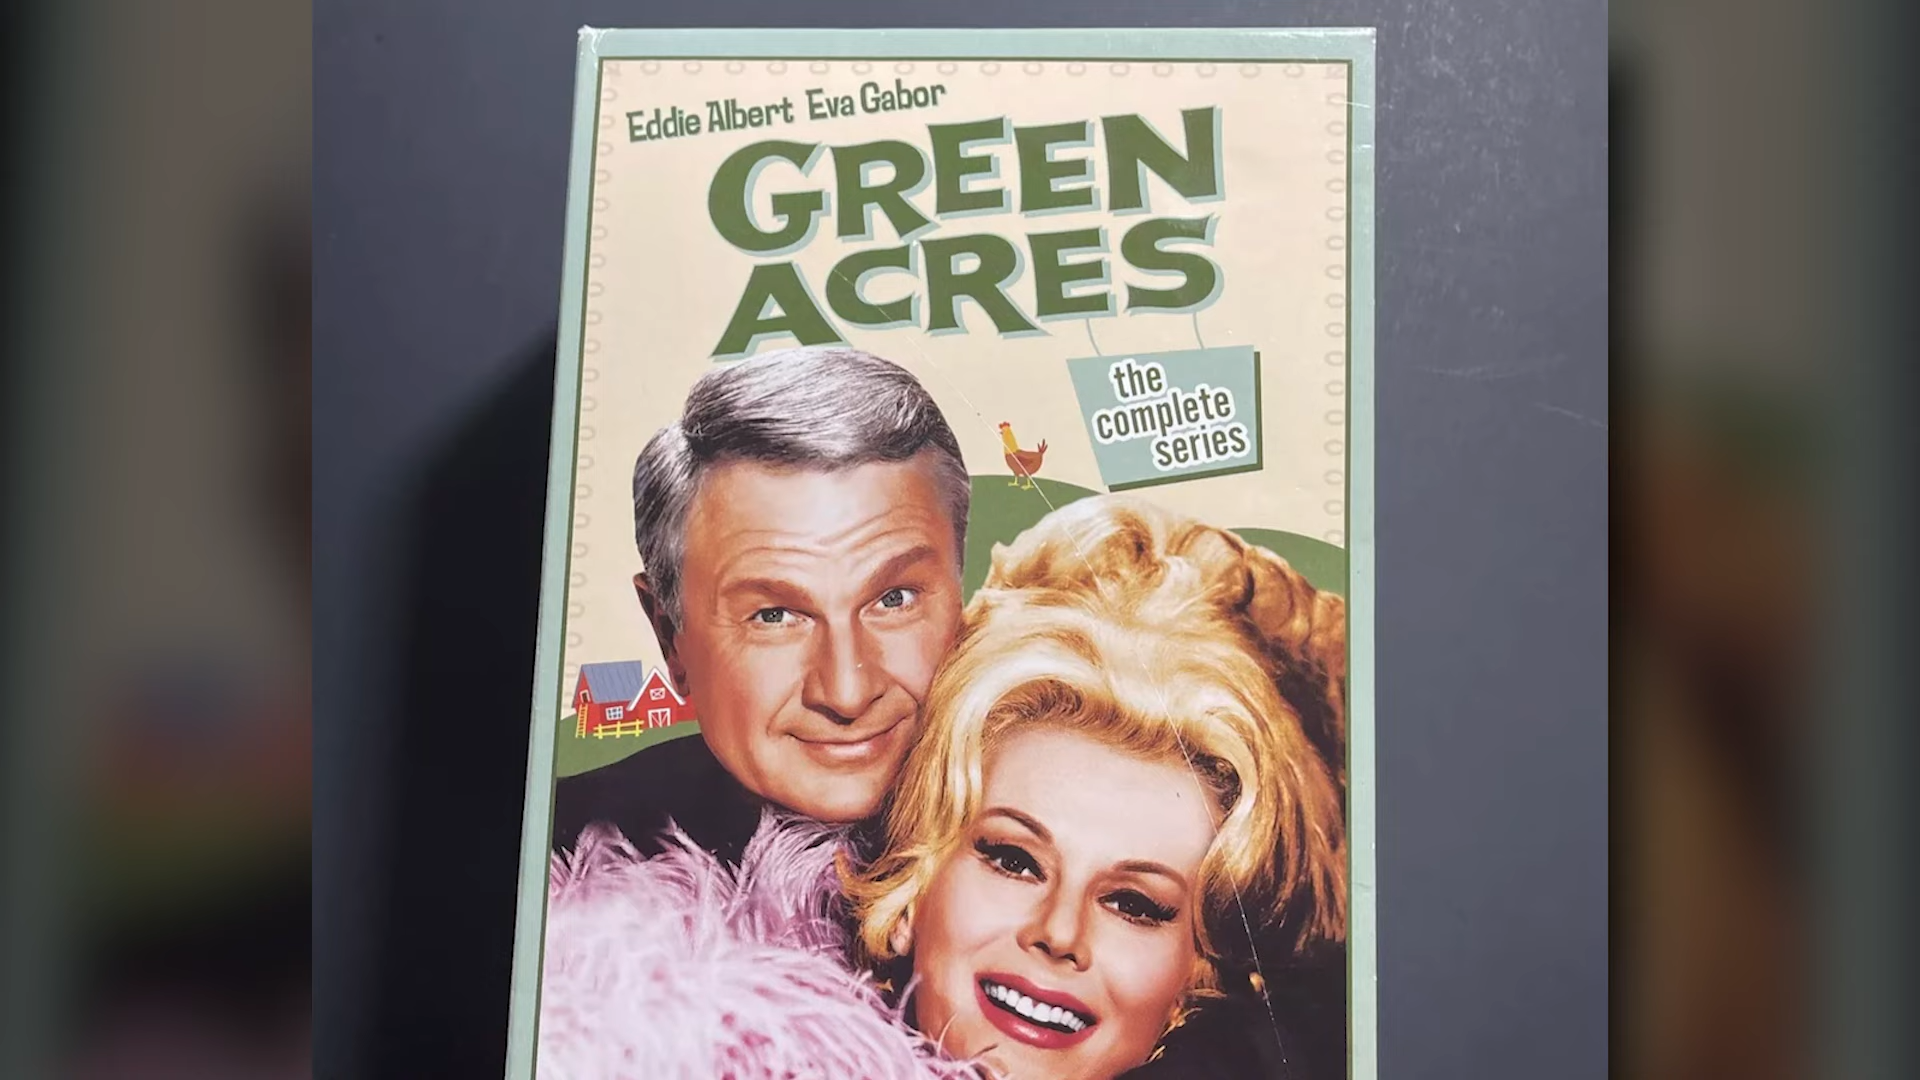 Eddie Albert Eva Gabor
GREEN
ACRES
the
complete
series